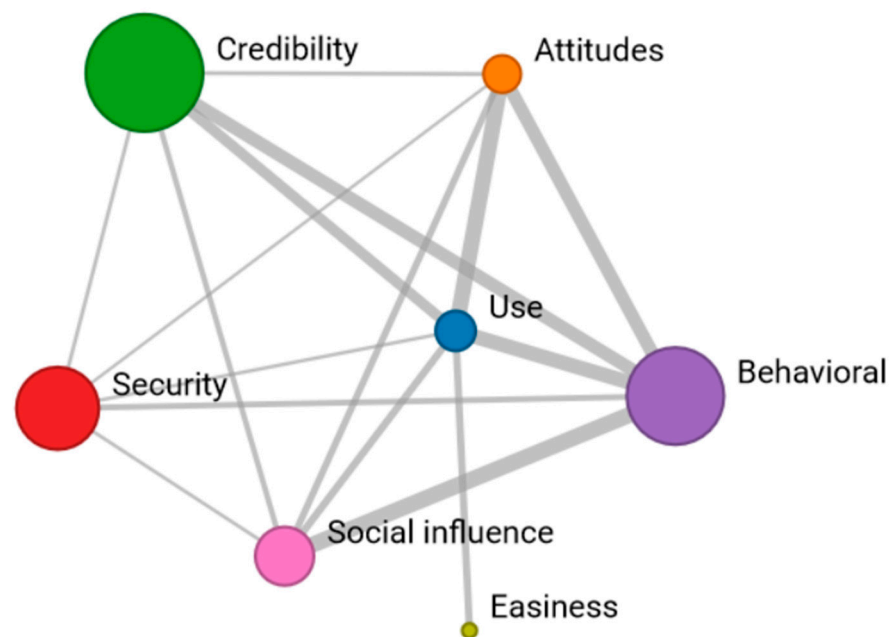 Credibility
Attitudes
Use
Behavioral
Security
Social influence
Easiness